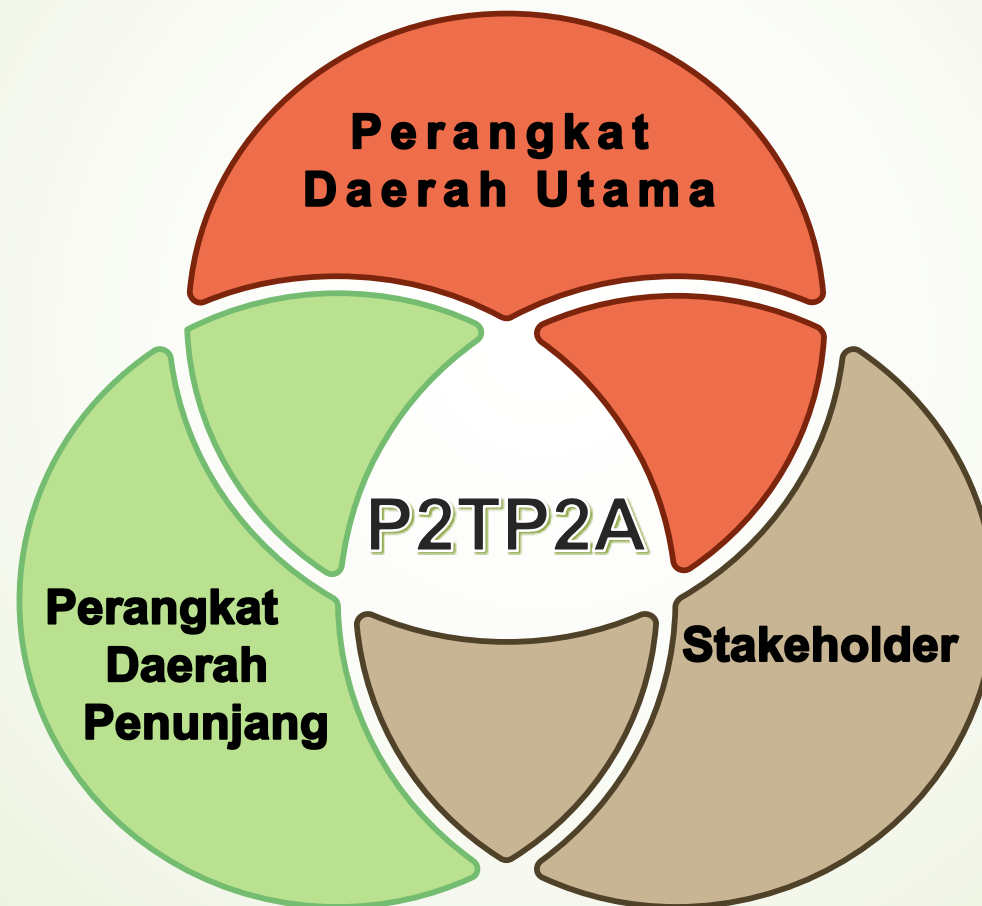 Perangkat
Daerah Utama
P2TP2A
Perangkat
Daerah
Penunjang
Stakeholder